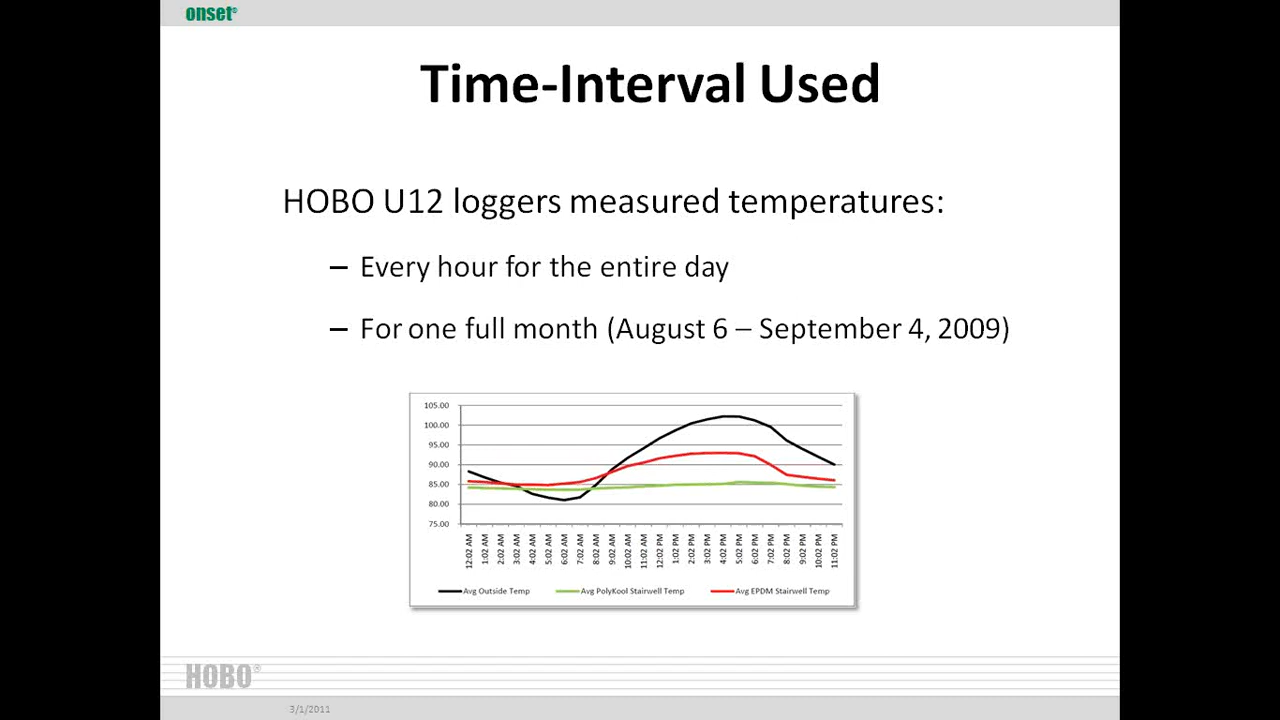 onset®
Time-Interval Used
HOBO U12 loggers measured temperatures:
– Every hour for the entire day
– For one full month (August 6 – September 4, 2009)
105.00
100.00
95.00
90.00
85.00
80.00
75.00
12:02 AM
1:02 AM
2:02 AM
3:02 AM
4:02 AM
5:02 AM
6:02 AM
7:02 AM
8:02 AM
9:02 AM
10:02 AM
11:02 AM
12:02 PM
1:02 PM
2:02 PM
3:02 PM
4:02 PM
5:02 PM
6:02 PM
7:02 PM
8:02 PM
9:02 PM
10:02 PM
11:02 PM
Avg Outside Temp Avg PolyKool Stairwell Temp Avg EPDM Stairwell Temp
HOBO®
3/1/2011